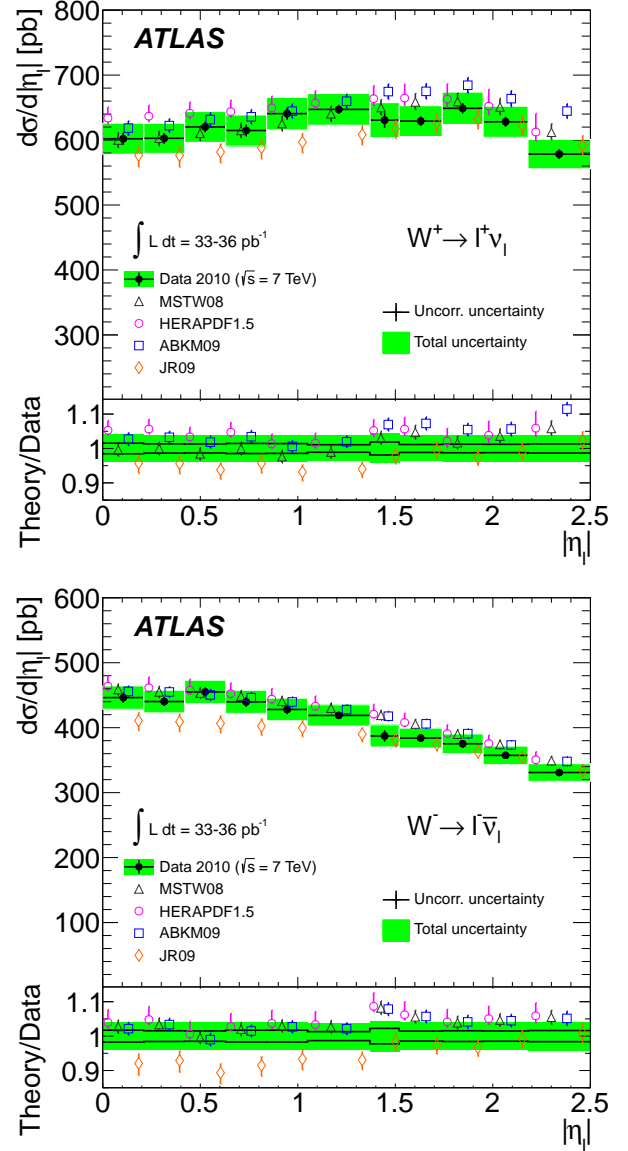 dσ/d|η_l| [pb]
800
700
600
500
400
300
ATLAS
∫ L dt = 33-36 pb⁻¹
W⁺→ l⁺ν_l
Data 2010 (√s = 7 TeV)
MSTW08
HERAPDF1.5
ABKM09
JR09
Uncorr. uncertainty
Total uncertainty
Theory/Data
1.1
1
0.9
0 0.5 1 1.5 2 2.5
|η_l|
dσ/d|η_l| [pb]
600
500
400
300
200
100
ATLAS
∫ L dt = 33-36 pb⁻¹
W⁻→ l⁻ν̅_l
Data 2010 (√s = 7 TeV)
MSTW08
HERAPDF1.5
ABKM09
JR09
Uncorr. uncertainty
Total uncertainty
Theory/Data
1.1
1
0.9
0 0.5 1 1.5 2 2.5
|η_l|